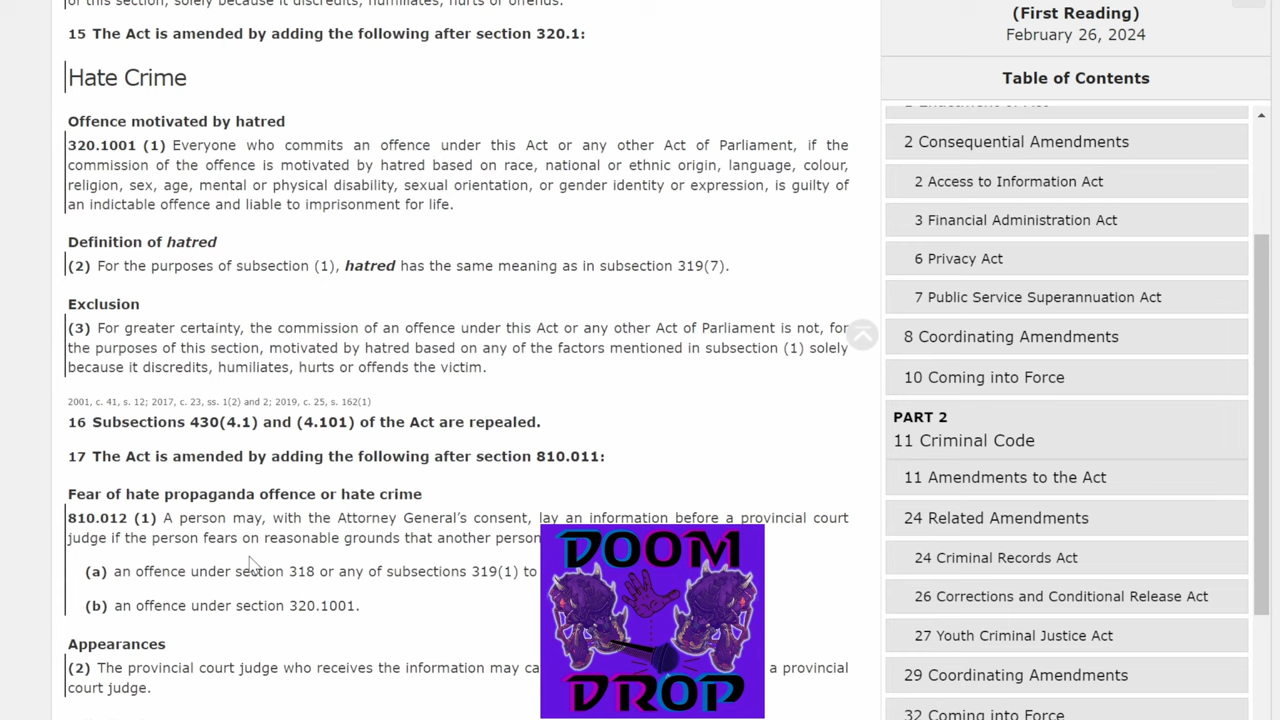 of this section, solely because it discredits, humiliates, hurts or offends.
15 The Act is amended by adding the following after section 320.1:
Hate Crime
Offence motivated by hatred
320.1001 (1) Everyone who commits an offence under this Act or any other Act of Parliament, if the
commission of the offence is motivated by hatred based on race, national or ethnic origin, language, colour,
religion, sex, age, mental or physical disability, sexual orientation, or gender identity or expression, is guilty of
an indictable offence and liable to imprisonment for life.
Definition of hatred
(2) For the purposes of subsection (1), hatred has the same meaning as in subsection 319(7).
Exclusion
(3) For greater certainty, the commission of an offence under this Act or any other Act of Parliament is not, for
the purposes of this section, motivated by hatred based on any of the factors mentioned in subsection (1) solely
because it discredits, humiliates, hurts or offends the victim.
2001, c. 41, s. 12; 2017, c. 23, ss. 1(2) and 2; 2019, c. 25, s. 162(1)
16 Subsections 430(4.1) and (4.101) of the Act are repealed.
17 The Act is amended by adding the following after section 810.011:
Fear of hate propaganda offence or hate crime
810.012 (1) A person may, with the Attorney General's consent, lay an information before a provincial court
judge if the person fears on reasonable grounds that another person
(a) an offence under section 318 or any of subsections 319(1) to
(b) an offence under section 320.1001.
Appearances
(2) The provincial court judge who receives the information may ca a provincial
court judge.
DOOM
DROP
(First Reading)
February 26, 2024
Table of Contents
2 Consequential Amendments
2 Access to Information Act
3 Financial Administration Act
6 Privacy Act
7 Public Service Superannuation Act
8 Coordinating Amendments
10 Coming into Force
PART 2
11 Criminal Code
11 Amendments to the Act
24 Related Amendments
24 Criminal Records Act
26 Corrections and Conditional Release Act
27 Youth Criminal Justice Act
29 Coordinating Amendments
32 Coming into Force